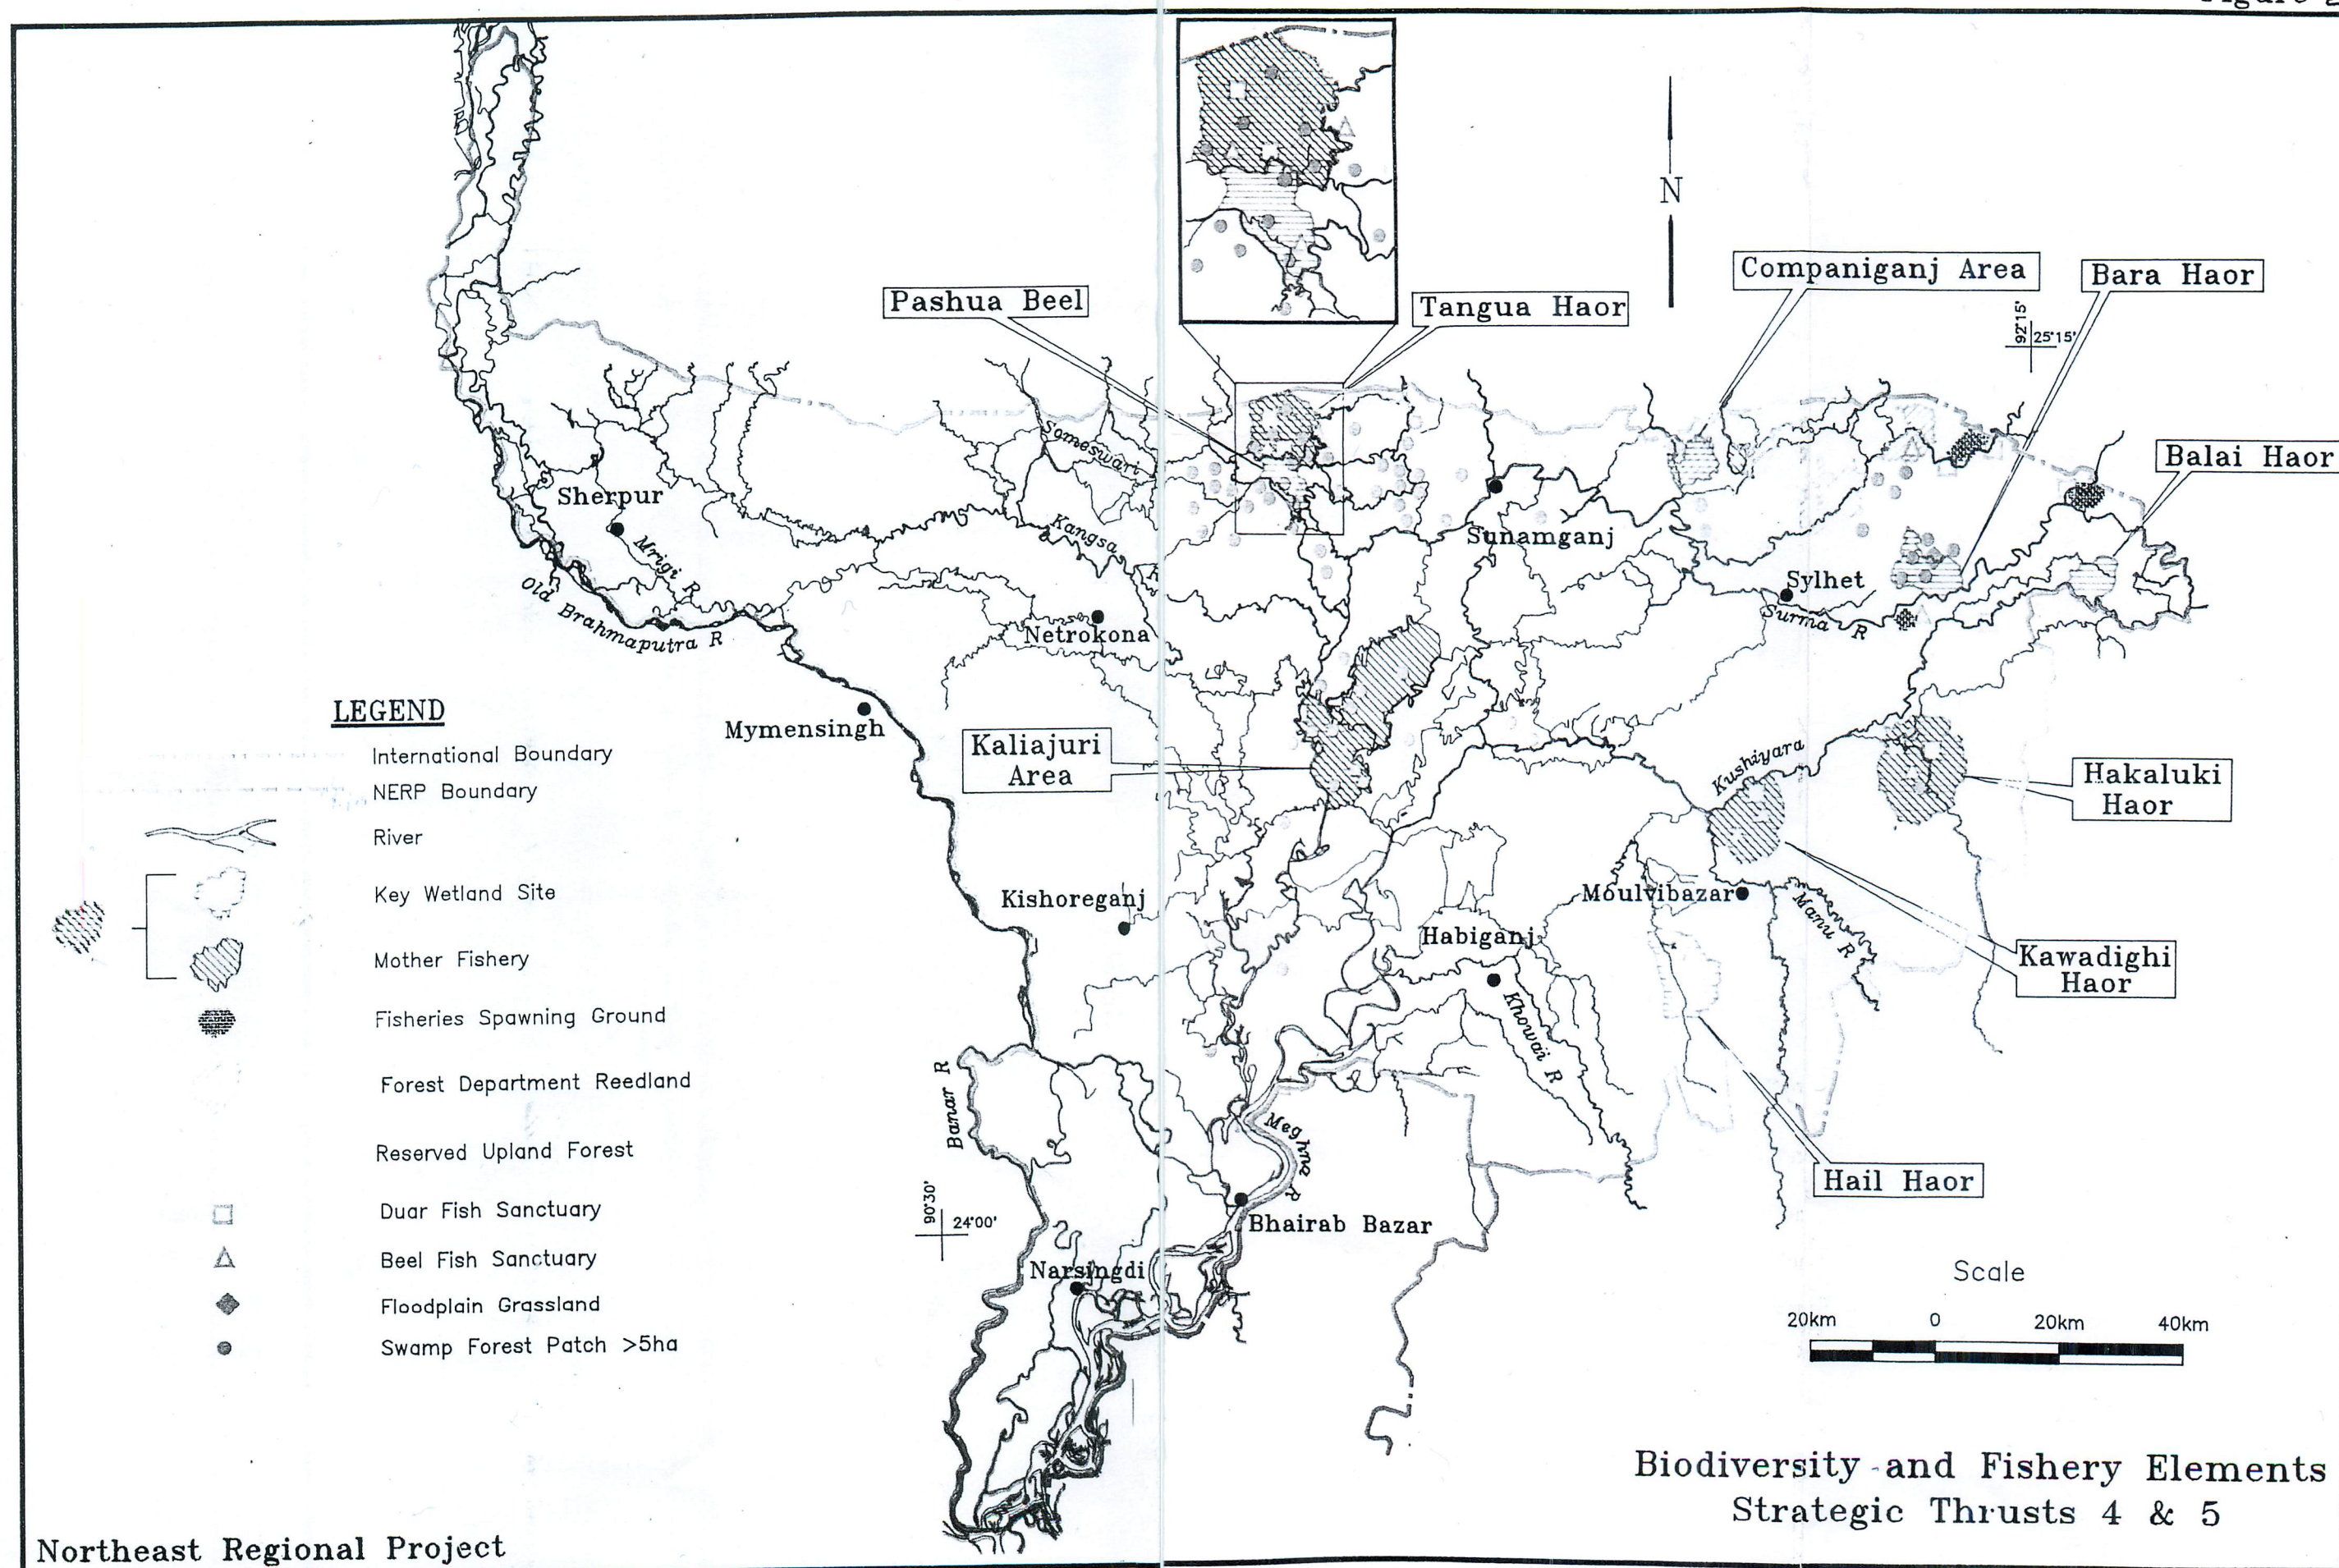 Pashua Beel
Tangua Haor
N
Companiganj Area
Bara Haor
92°15'
25°15'
Balai Haor
Someswari
Sherpur
Mrigi R
Kangsa
Sunamganj
Sylhet
Surma R
Old Brahmaputra R
Netrokona
LEGEND
International Boundary
NERP Boundary
River
Key Wetland Site
Mother Fishery
Fisheries Spawning Ground
Forest Department Reedland
Reserved Upland Forest
Duar Fish Sanctuary
Beel Fish Sanctuary
Floodplain Grassland
Swamp Forest Patch >5ha
Mymensingh
Kaliajuri
Area
Kushiyara
Hakaluki
Haor
Kishoreganj
Moulvibazar
Manu R
Habiganj
Kawadighi
Haor
Khowai R
Banar R
Meghna R
Hail Haor
90°30'
24°00'
Bhairab Bazar
Narsingdi
Scale
20km 0 20km 40km
Biodiversity and Fishery Elements
Strategic Thrusts 4 & 5
Northeast Regional Project